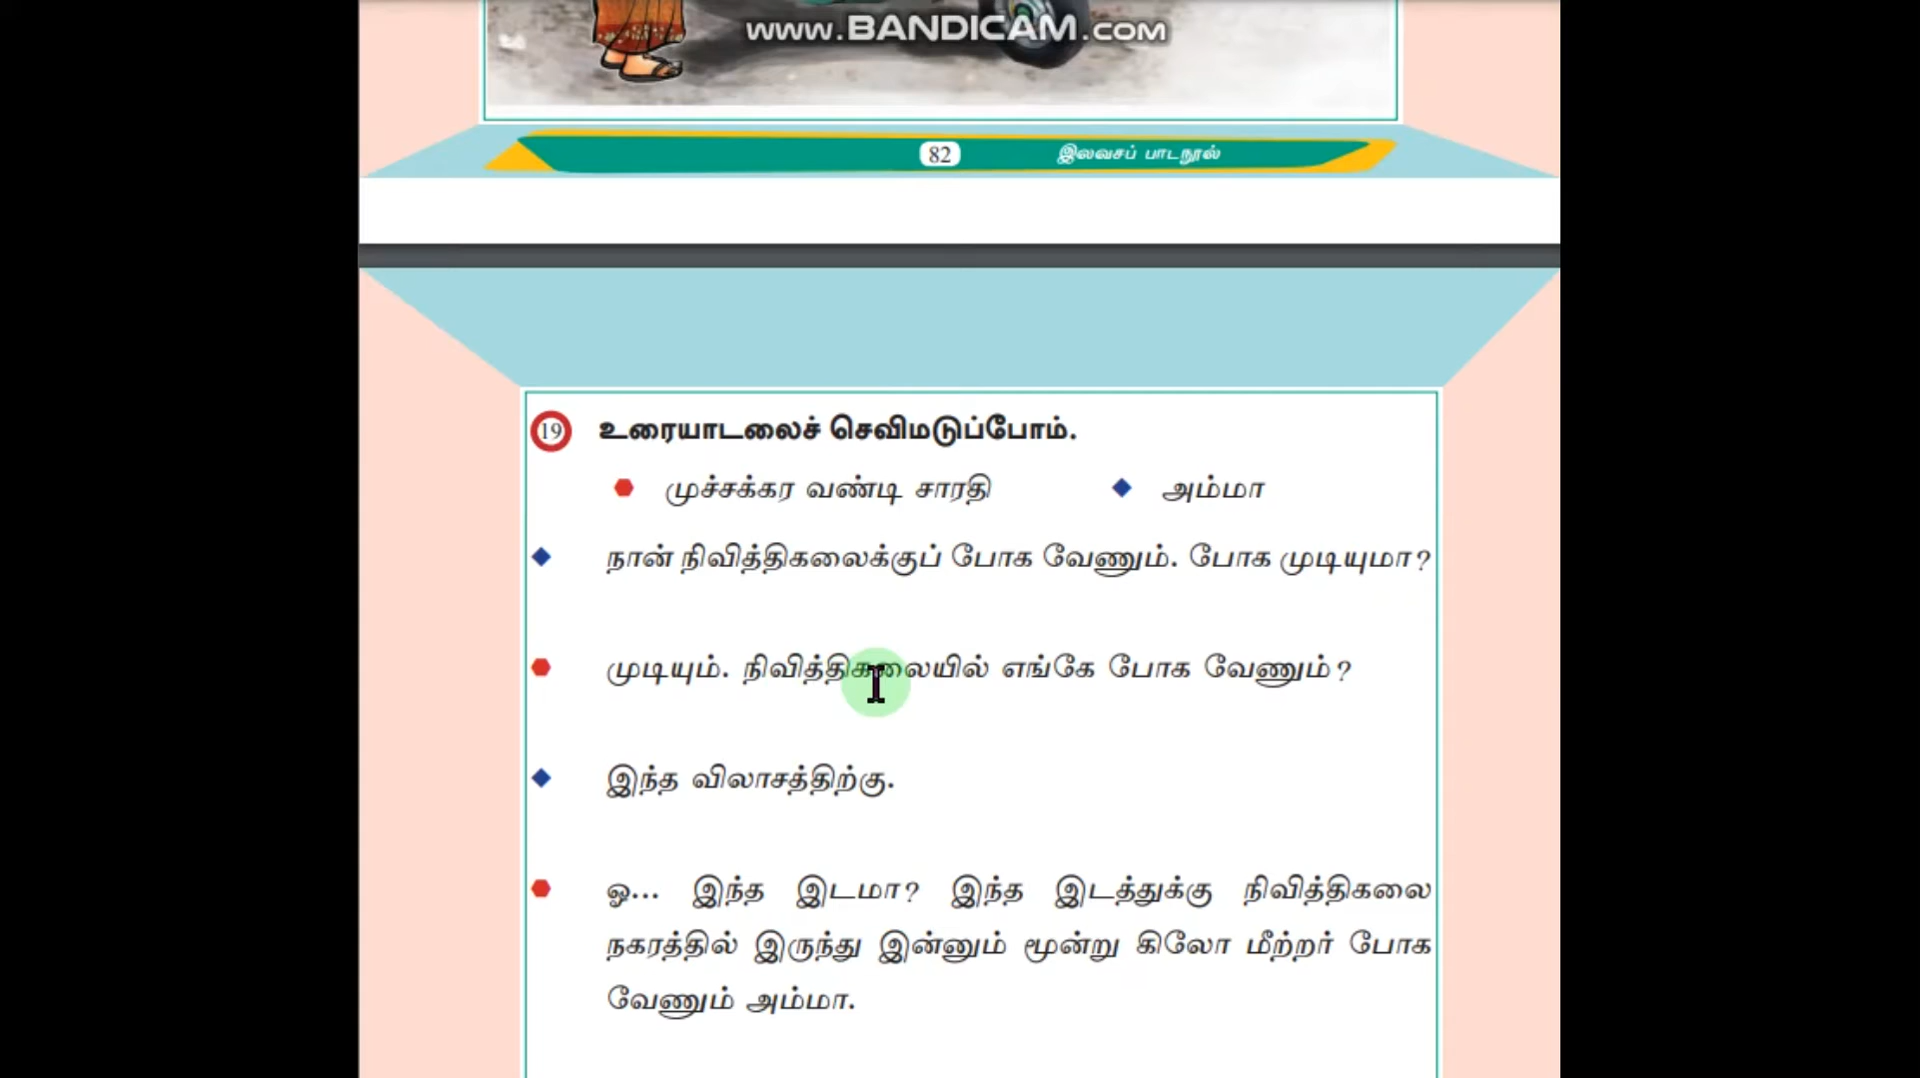 www.BANDICAM.com
82 இலவசப் பாடநூல்
19 உரையாடலைச் செவிமடுப்போம்.
முச்சக்கர வண்டி சாரதி அம்மா
நான் நிவித்திகலைக்குப் போக வேணும். போக முடியுமா?
முடியும். நிவித்திகலையில் எங்கே போக வேணும்?
இந்த விலாசத்திற்கு.
ஓ... இந்த இடமா? இந்த இடத்துக்கு நிவித்திகலை
நகரத்தில் இருந்து இன்னும் மூன்று கிலோ மீற்றர் போக
வேணும் அம்மா.